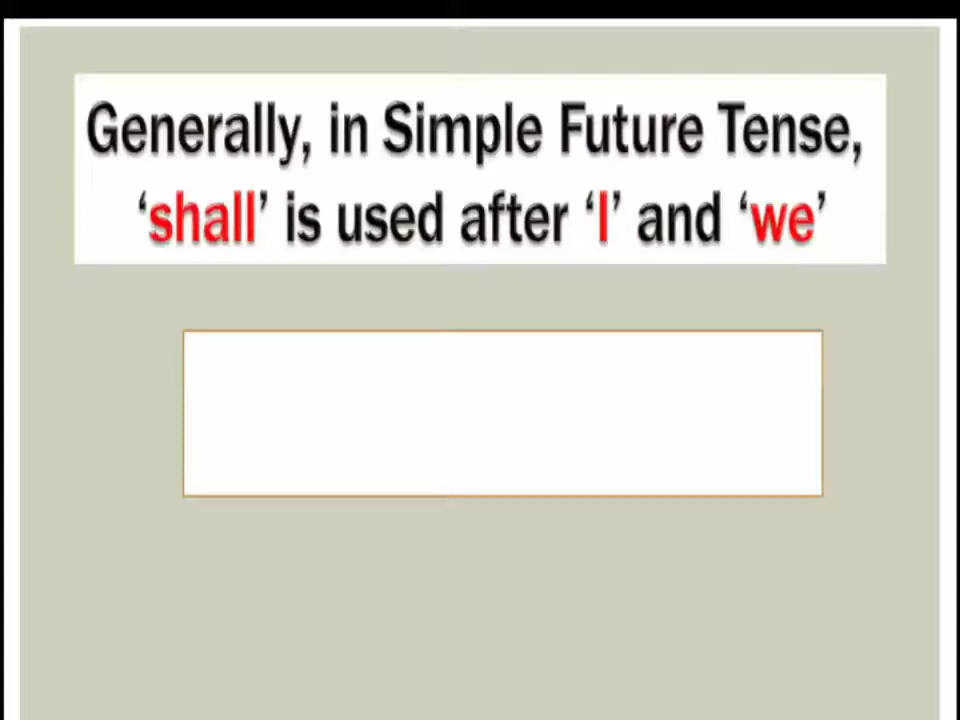 Generally, in Simple Future Tense,
‘shall’ is used after ‘I’ and ‘we’